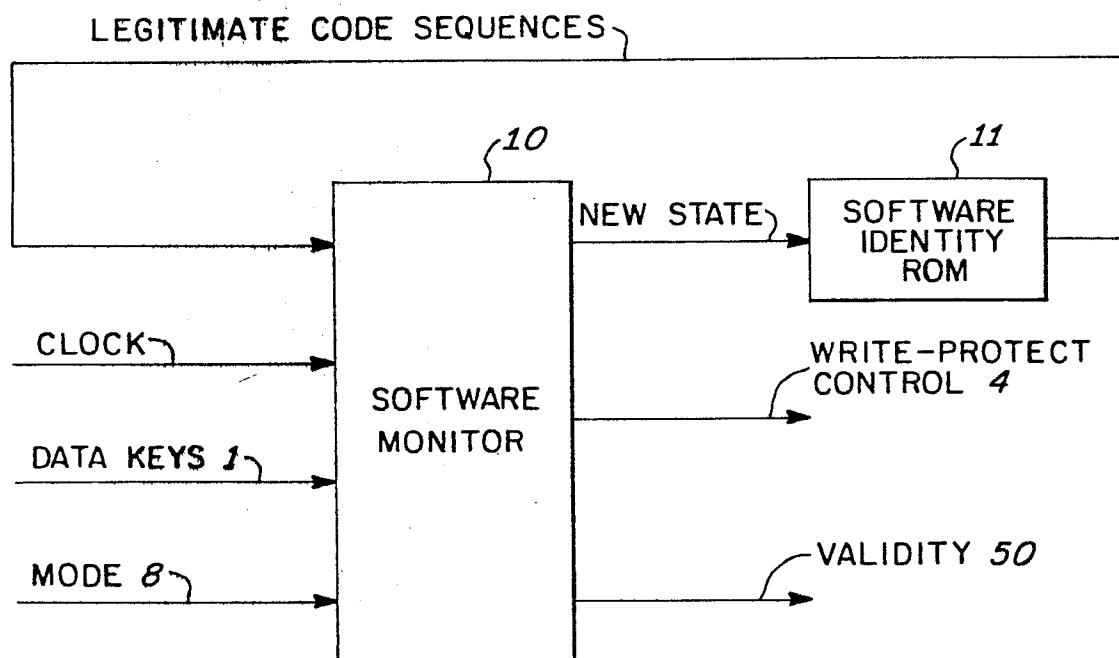 LEGITIMATE CODE SEQUENCES
10
11
NEW STATE
SOFTWARE
IDENTITY
ROM
CLOCK
WRITE-PROTECT
CONTROL 4
SOFTWARE
MONITOR
DATA KEYS 1
MODE 8
VALIDITY 50